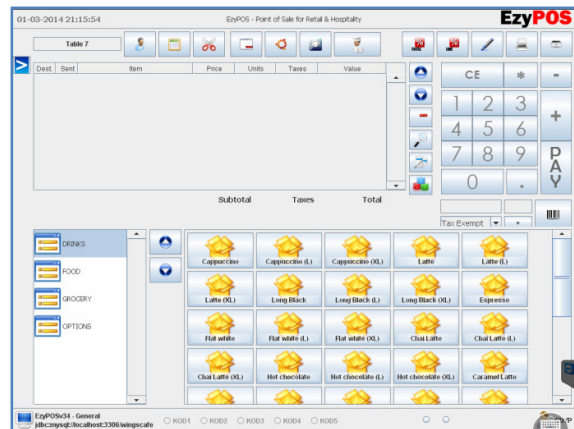 01-03-2014 21:15:54
EzyPOS - Point of Sale for Retal & Hospitality
EzyPOS
Table 7
Dest. Sent Item Price Units Taxes Value
CE * -
1 2 3
+
4 5 6
7 8 9
PAY
0 .
Subtotal Taxes Total
Tax Exempt
DRINKS
FOOD
GROCERY
OPTIONS
Cappuccino Cappuccino (L) Cappuccino (XL) Latte Latte (L)
Latte (XL) Long Black Long Black (L) Long Black (XL) Espresso
Flat white Flat white (L) Flat white (XL) Chai Latte Chai Latte (L)
Chai Latte (XL) Hot chocolate Hot chocolate (L) Hot chocolate (XL) Caramel Latte
EzyPOSv34 - General
jdbc:mysql://localhost:3306/wingscafe
KOD1 KOD2 KOD3 KOD4 KOD5